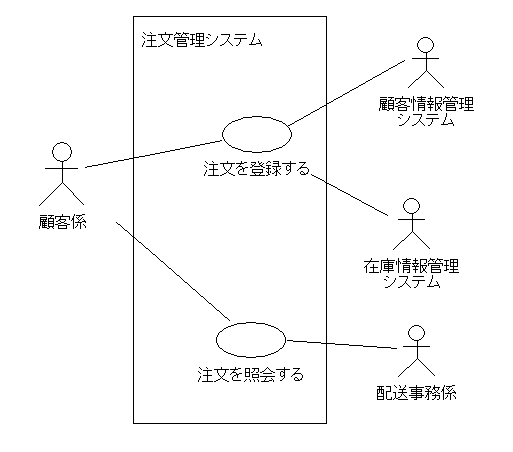 注文管理システム
顧客情報管理
システム
注文を登録する
顧客係
在庫情報管理
システム
注文を照会する
配送事務係